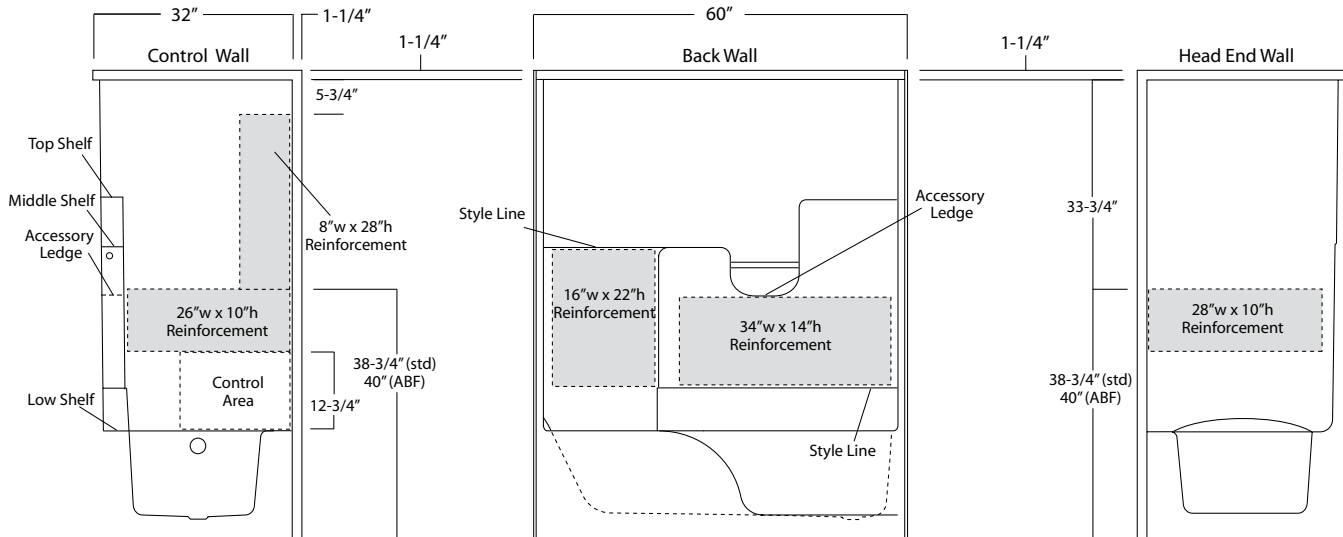 32”
1-1/4”
60”
1-1/4”
1-1/4”
Control Wall
Back Wall
Head End Wall
5-3/4”
Top Shelf
Middle Shelf
Accessory
Ledge
8”w x 28”h
Reinforcement
26”w x 10”h
Reinforcement
Control
Area
Low Shelf
12-3/4”
38-3/4” (std)
40” (ABF)
Style Line
Accessory
Ledge
16”w x 22”h
Reinforcement
34”w x 14”h
Reinforcement
Style Line
33-3/4”
38-3/4” (std)
40” (ABF)
28”w x 10”h
Reinforcement